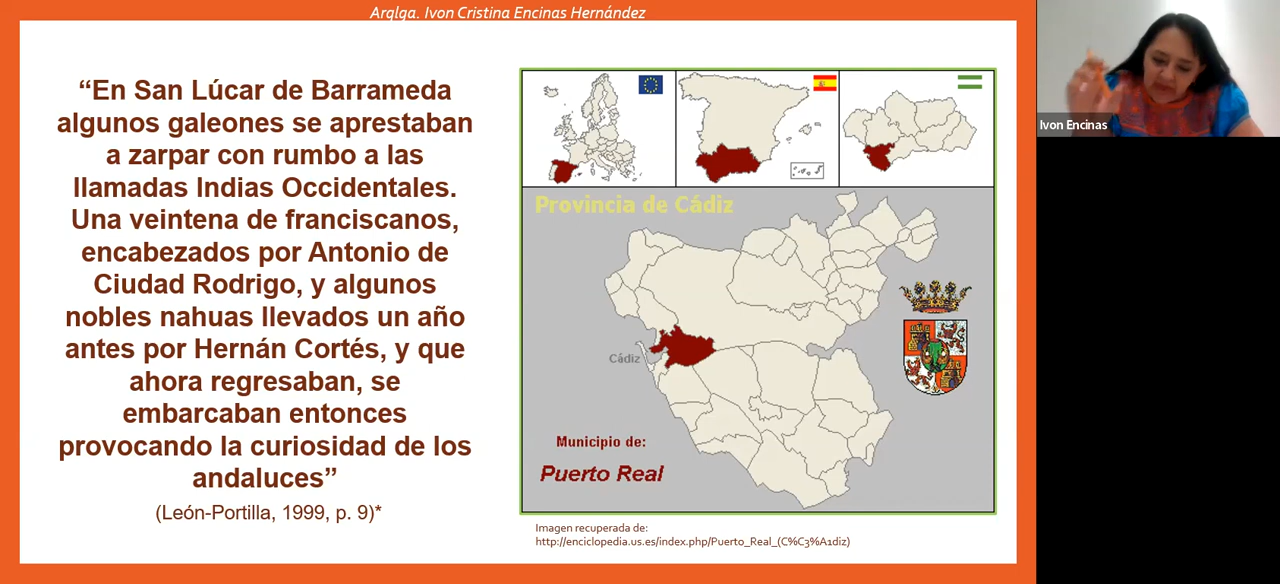 Arqlga. Ivon Cristina Encinas Hernández
“En San Lúcar de Barrameda
algunos galeones se aprestaban
a zarpar con rumbo a las
llamadas Indias Occidentales.
Una veintena de franciscanos,
encabezados por Antonio de
Ciudad Rodrigo, y algunos
nobles nahuas llevados un año
antes por Hernán Cortés, y que
ahora regresaban, se
embarcaban entonces
provocando la curiosidad de los
andaluces”
(León-Portilla, 1999, p. 9)*
Provincia de Cádiz
Cádiz
Municipio de:
Puerto Real
Imagen recuperada de:
http://enciclopedia.us.es/index.php/Puerto_Real_(C%C3%A1diz)
Ivon Encinas